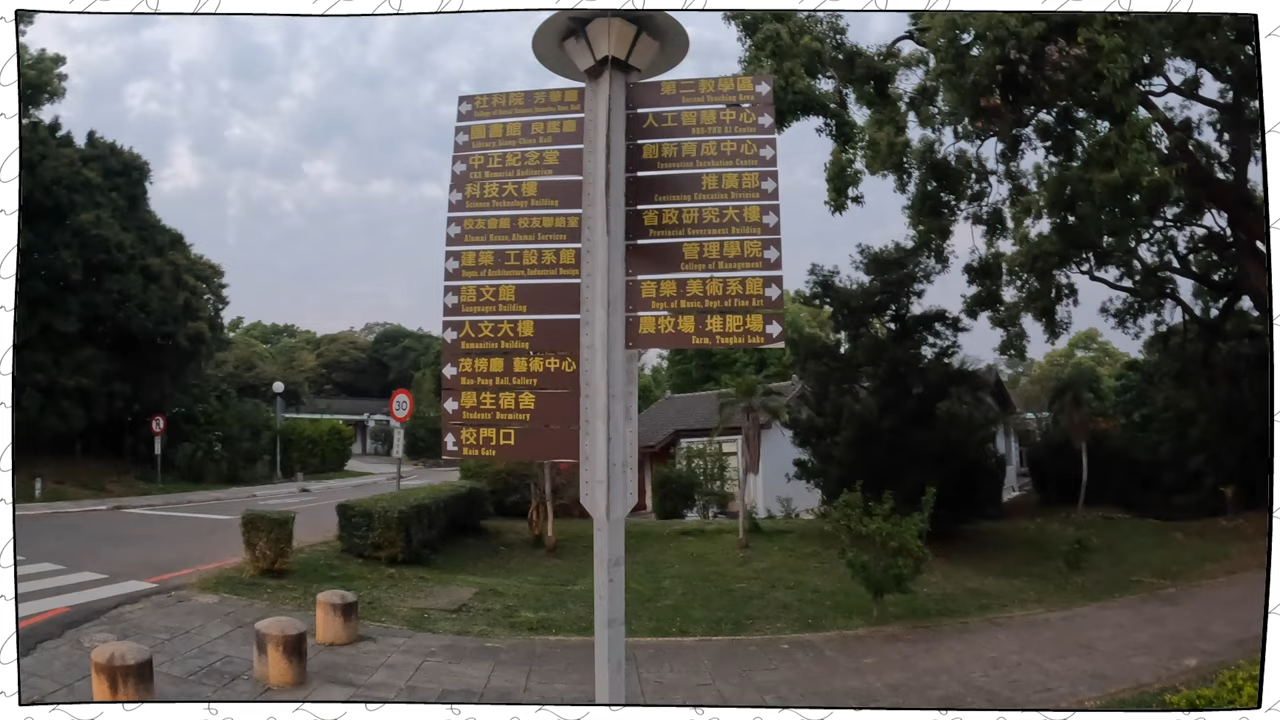 社科院·芳華廳
圖書館 良鑑廳
Library, Liang-Chien Hall
中正紀念堂
CKS Memorial Auditorium
科技大樓
Science Technology Building
校友會館·校友聯絡室
Alumni House, Alumni Services
建築·工設系館
Depts. of Architecture, Industrial Design
語文館
Languages Building
人文大樓
Humanities Building
茂榜廳 藝術中心
Mao-Pang Hall, Gallery
學生宿舍
Students' Dormitory
校門口
Main Gate
第二教學區
Second Teaching Area
人工智慧中心
AI Center
創新育成中心
Innovation Incubation Center
推廣部
Continuing Education Division
省政研究大樓
Provincial Government Building
管理學院
College of Management
音樂·美術系館
Dept. of Music, Dept. of Fine Art
農牧場·堆肥場
Farm, Tunghai Lake
30